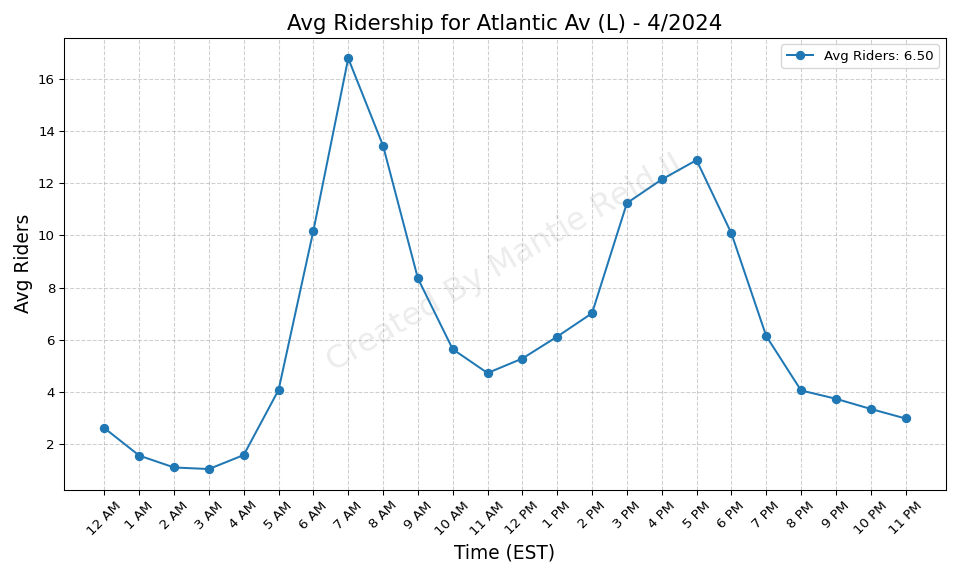 Avg Ridership for Atlantic Av (L) - 4/2024
Avg Riders: 6.50
16
14
12
10
8
6
4
2
Avg Riders
Created By Mantie Reid II
12 AM
1 AM
2 AM
3 AM
4 AM
5 AM
6 AM
7 AM
8 AM
9 AM
10 AM
11 AM
12 PM
1 PM
2 PM
3 PM
4 PM
5 PM
6 PM
7 PM
8 PM
9 PM
10 PM
11 PM
Time (EST)